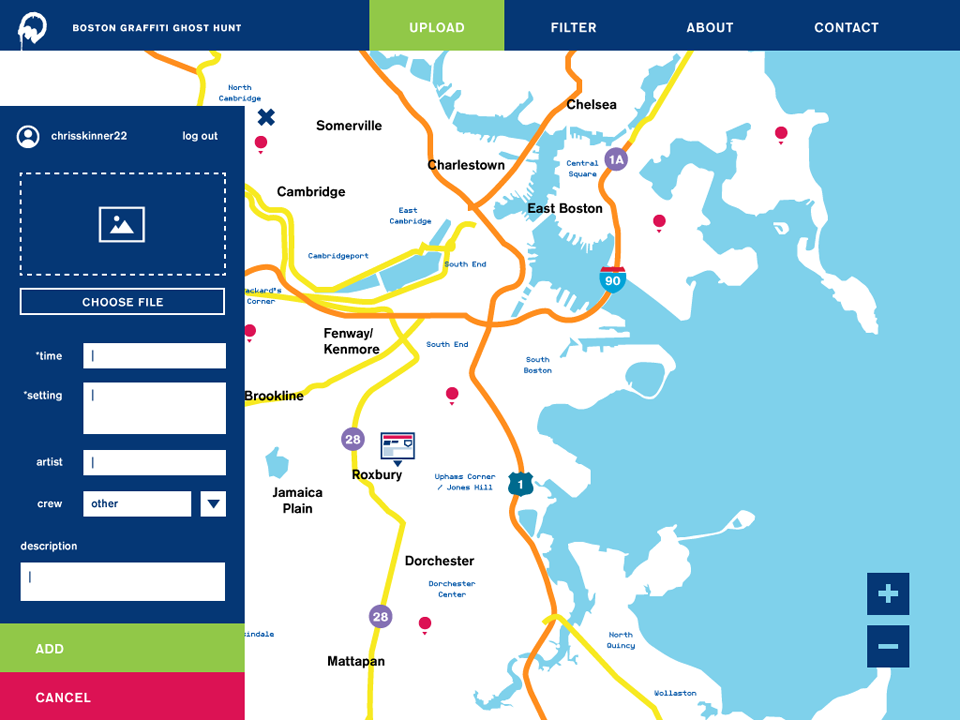 BOSTON GRAFFITI GHOST HUNT
UPLOAD
FILTER
ABOUT
CONTACT
chrisskinner22
log out
CHOOSE FILE
*time
*setting
artist
crew
other
description
ADD
CANCEL
North
Cambridge
Somerville
Chelsea
Charlestown
Central
Square
1A
Cambridge
East
Cambridge
East Boston
Cambridgeport
South End
90
ackard's
Corner
Fenway/
Kenmore
South End
South
Boston
Brookline
28
Roxbury
Uphams Corner
/ Jones Hill
1
Jamaica
Plain
Dorchester
Dorchester
Center
28
indale
North
Quincy
Mattapan
Wollaston
+
−